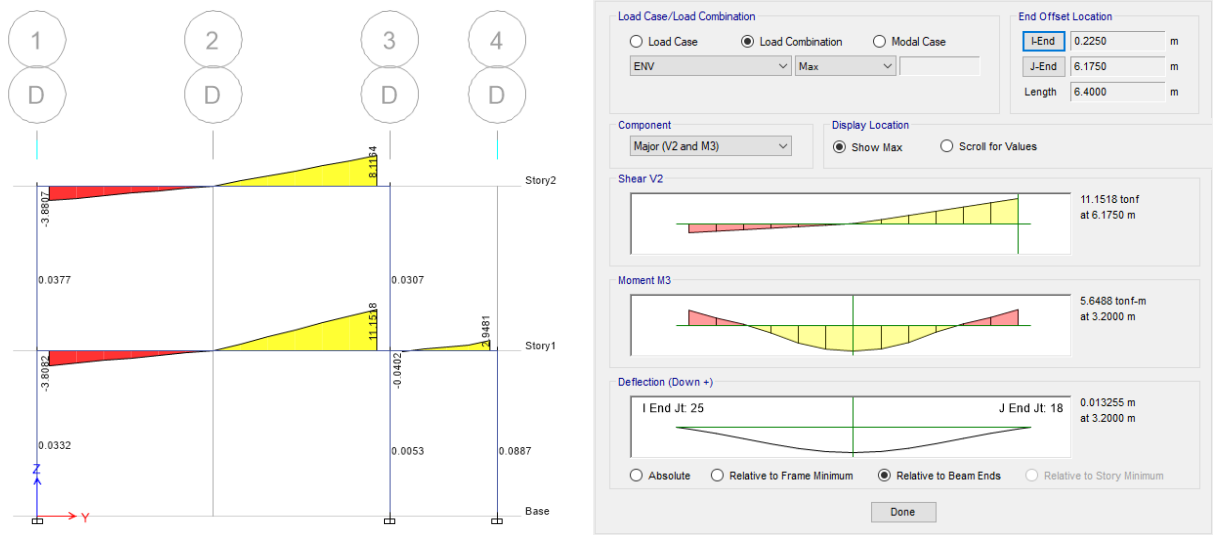 1
2
3
4
D
D
D
D
8.1164
Story2
-3.8807
0.0377
0.0307
11.1518
2.9481
Story1
-3.8082
-0.0402
0.0332
0.0053
0.0887
Z
Y
Base
Load Case/Load Combination
Load Case
Load Combination
Modal Case
ENV
Max
End Offset Location
I-End
0.2250
m
J-End
6.1750
m
Length
6.4000
m
Component
Major (V2 and M3)
Display Location
Show Max
Scroll for Values
Shear V2
11.1518 tonf
at 6.1750 m
Moment M3
5.6488 tonf-m
at 3.2000 m
Deflection (Down +)
I End Jt: 25
J End Jt: 18
0.013255 m
at 3.2000 m
Absolute
Relative to Frame Minimum
Relative to Beam Ends
Relative to Story Minimum
Done